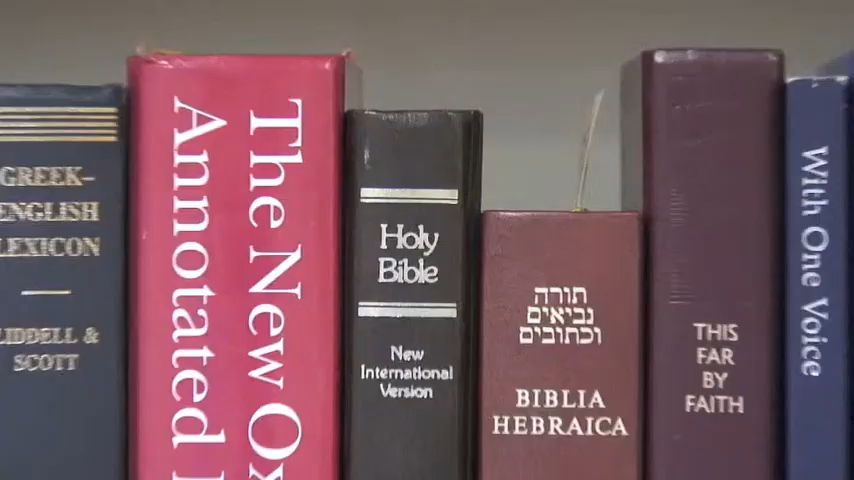 GREEK–
ENGLISH
LEXICON
LIDDELL &
SCOTT
The New
Annotated
Holy
Bible
New
International
Version
תורה
נביאים
וכתובים
BIBLIA
HEBRAICA
THIS
FAR
BY
FAITH
With One Voice